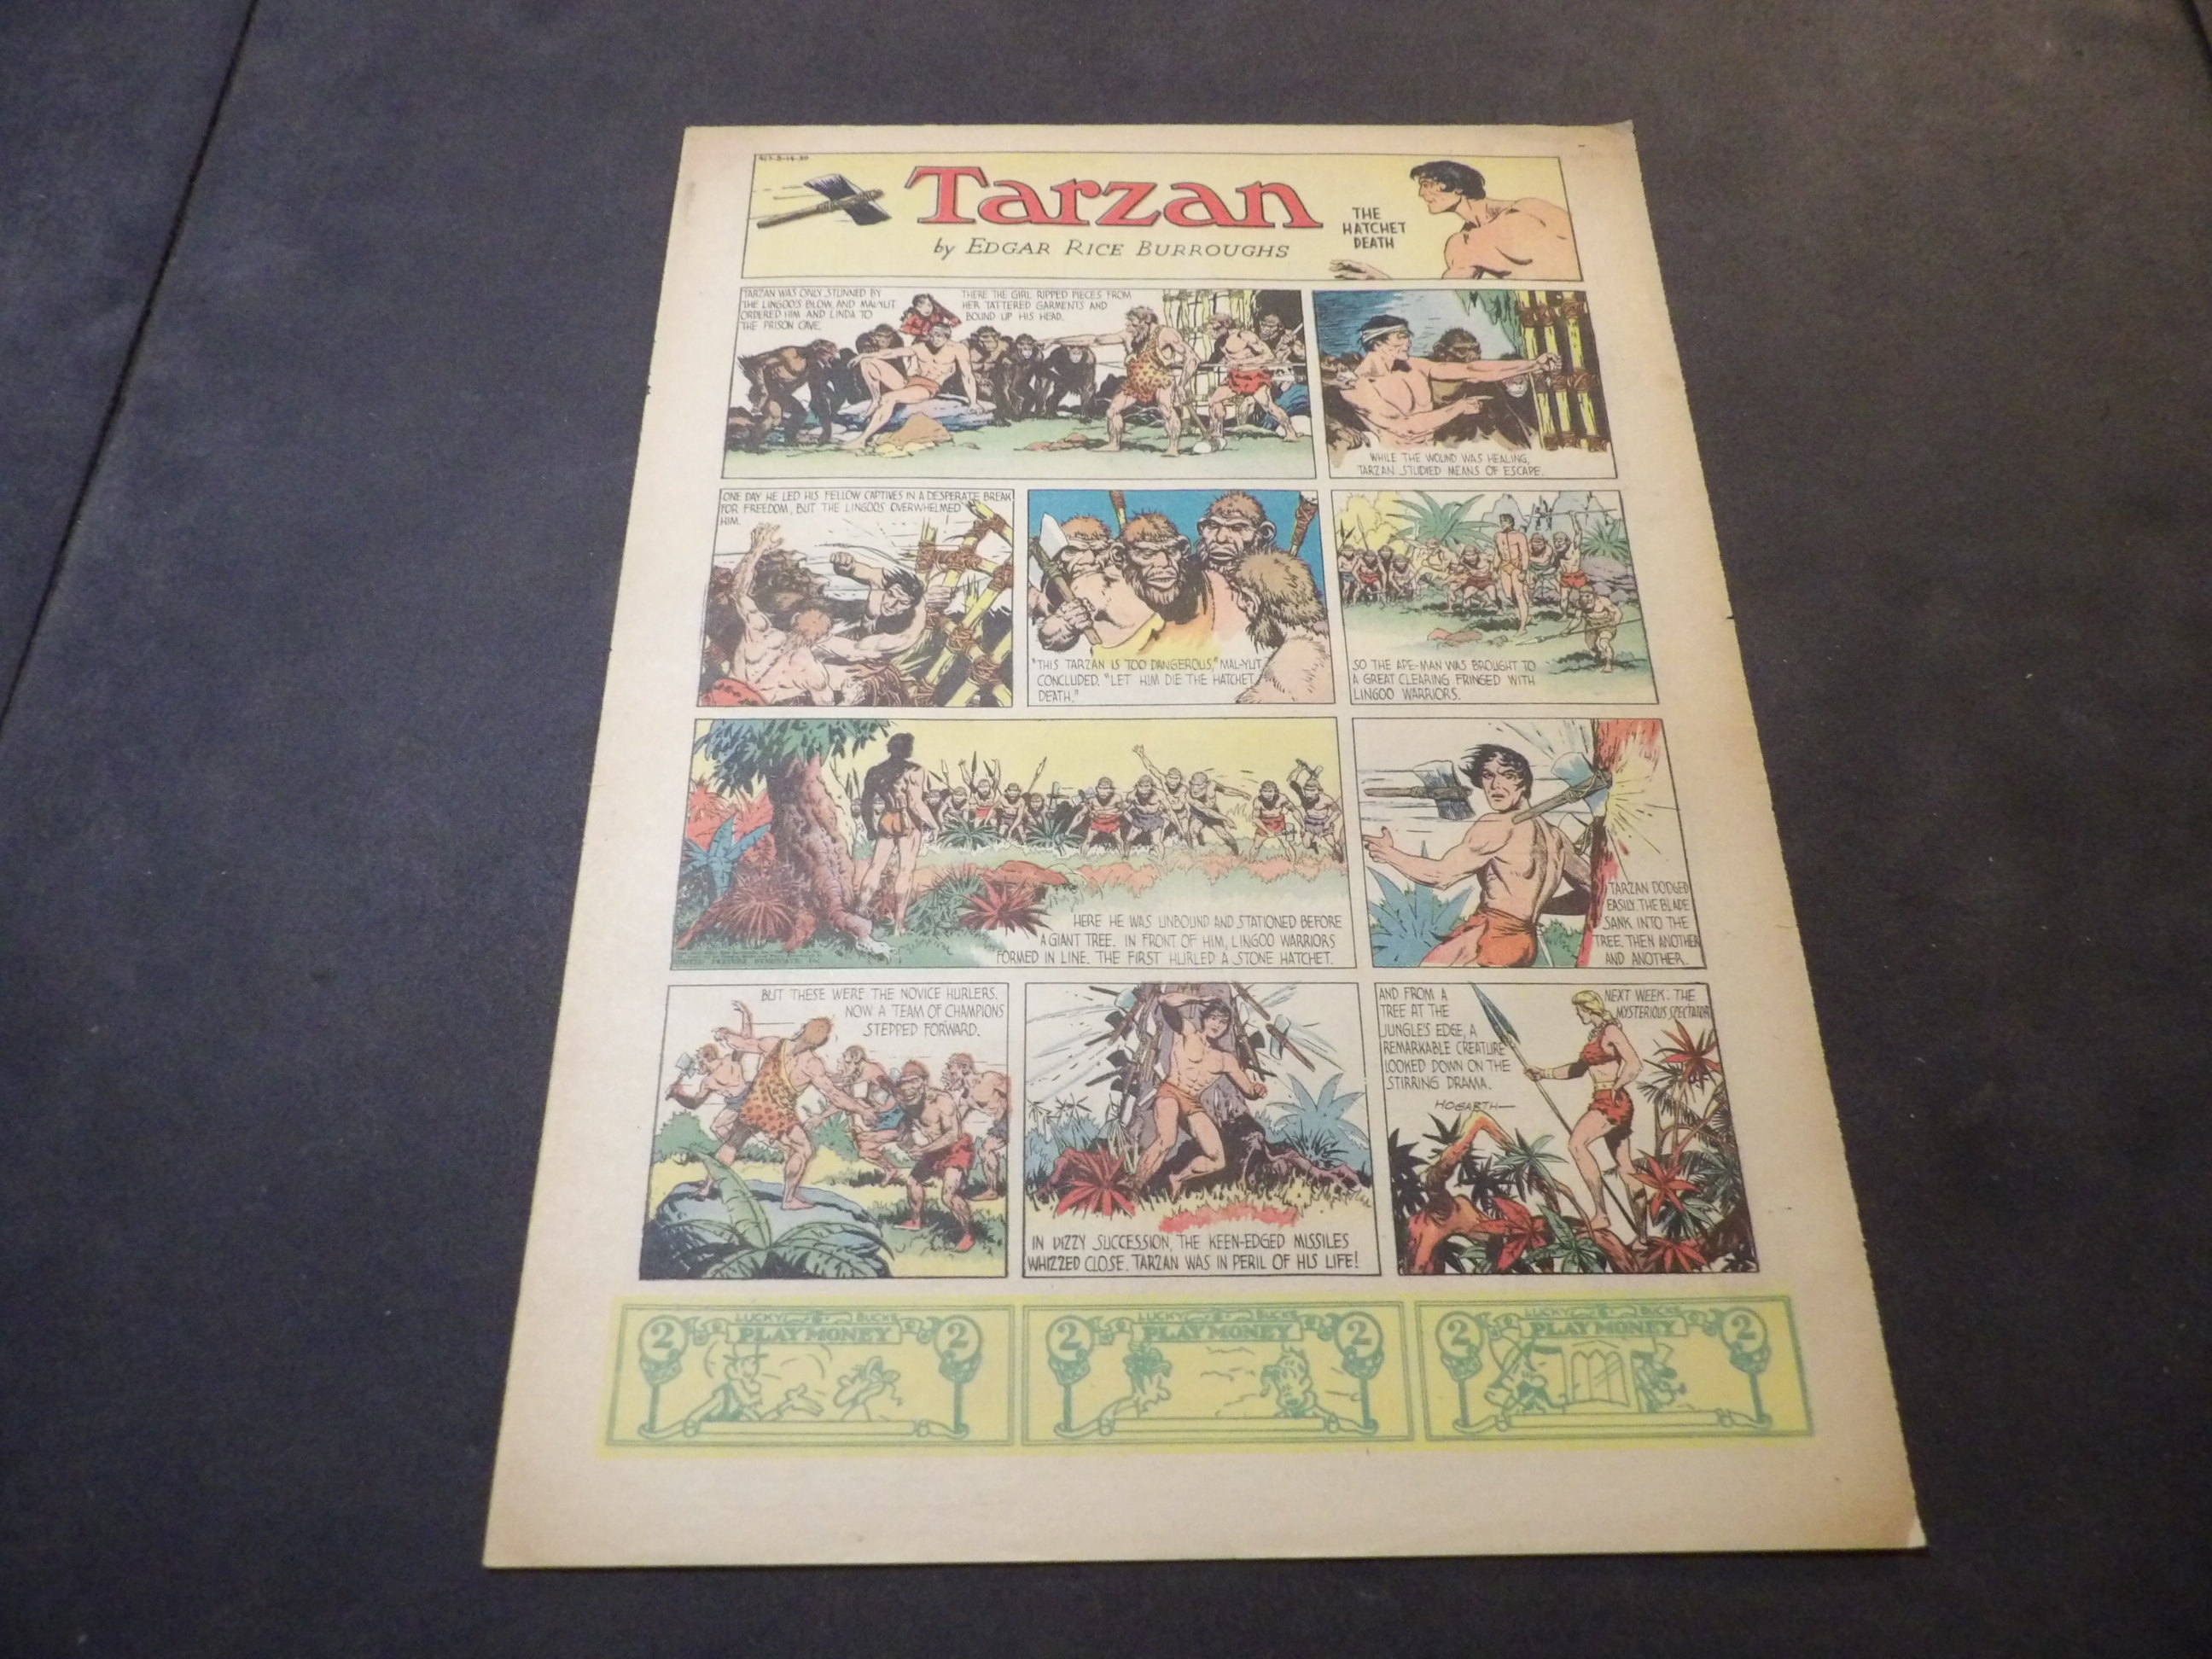 Tarzan
by EDGAR RICE BURROUGHS
THE
HATCHET
DEATH
TARZAN WAS ONLY STUNNED BY
THE LINGOO'S BLOW, AND MAL-YUT
ORDERED HIM AND LINDA TO
THE PRISON CAVE.
THERE THE GIRL RIPPED PIECES FROM
HER TATTERED GARMENTS AND
BOUND UP HIS HEAD.
WHILE THE WOUND WAS HEALING,
TARZAN STUDIED MEANS OF ESCAPE.
ONE DAY HE LED HIS FELLOW CAPTIVES IN A DESPERATE BREAK
FOR FREEDOM, BUT THE LINGOOS OVERWHELMED
HIM.
"THIS TARZAN IS TOO DANGEROUS," MAL-YUT
CONCLUDED. "LET HIM DIE THE HATCHET
DEATH."
SO THE APE-MAN WAS BROUGHT TO
A GREAT CLEARING FRINGED WITH
LINGOO WARRIORS.
HERE HE WAS UNBOUND AND STATIONED BEFORE
A GIANT TREE. IN FRONT OF HIM, LINGOO WARRIORS
FORMED IN LINE. THE FIRST HURLED A STONE HATCHET.
TARZAN DODGED
EASILY. THE BLADE
SANK INTO THE
TREE. THEN ANOTHER
AND ANOTHER.
BUT THESE WERE THE NOVICE HURLERS.
NOW A TEAM OF CHAMPIONS
STEPPED FORWARD.
IN DIZZY SUCCESSION, THE KEEN-EDGED MISSILES
WHIZZED CLOSE. TARZAN WAS IN PERIL OF HIS LIFE!
AND FROM A
TREE AT THE
JUNGLE'S EDGE, A
REMARKABLE CREATURE
LOOKED DOWN ON THE
STIRRING DRAMA.
HOGARTH
NEXT WEEK: THE
MYSTERIOUS SPECTATOR
LUCKY BUCKS
2 PLAY MONEY 2
LUCKY BUCKS
2 PLAY MONEY 2
LUCKY BUCKS
2 PLAY MONEY 2